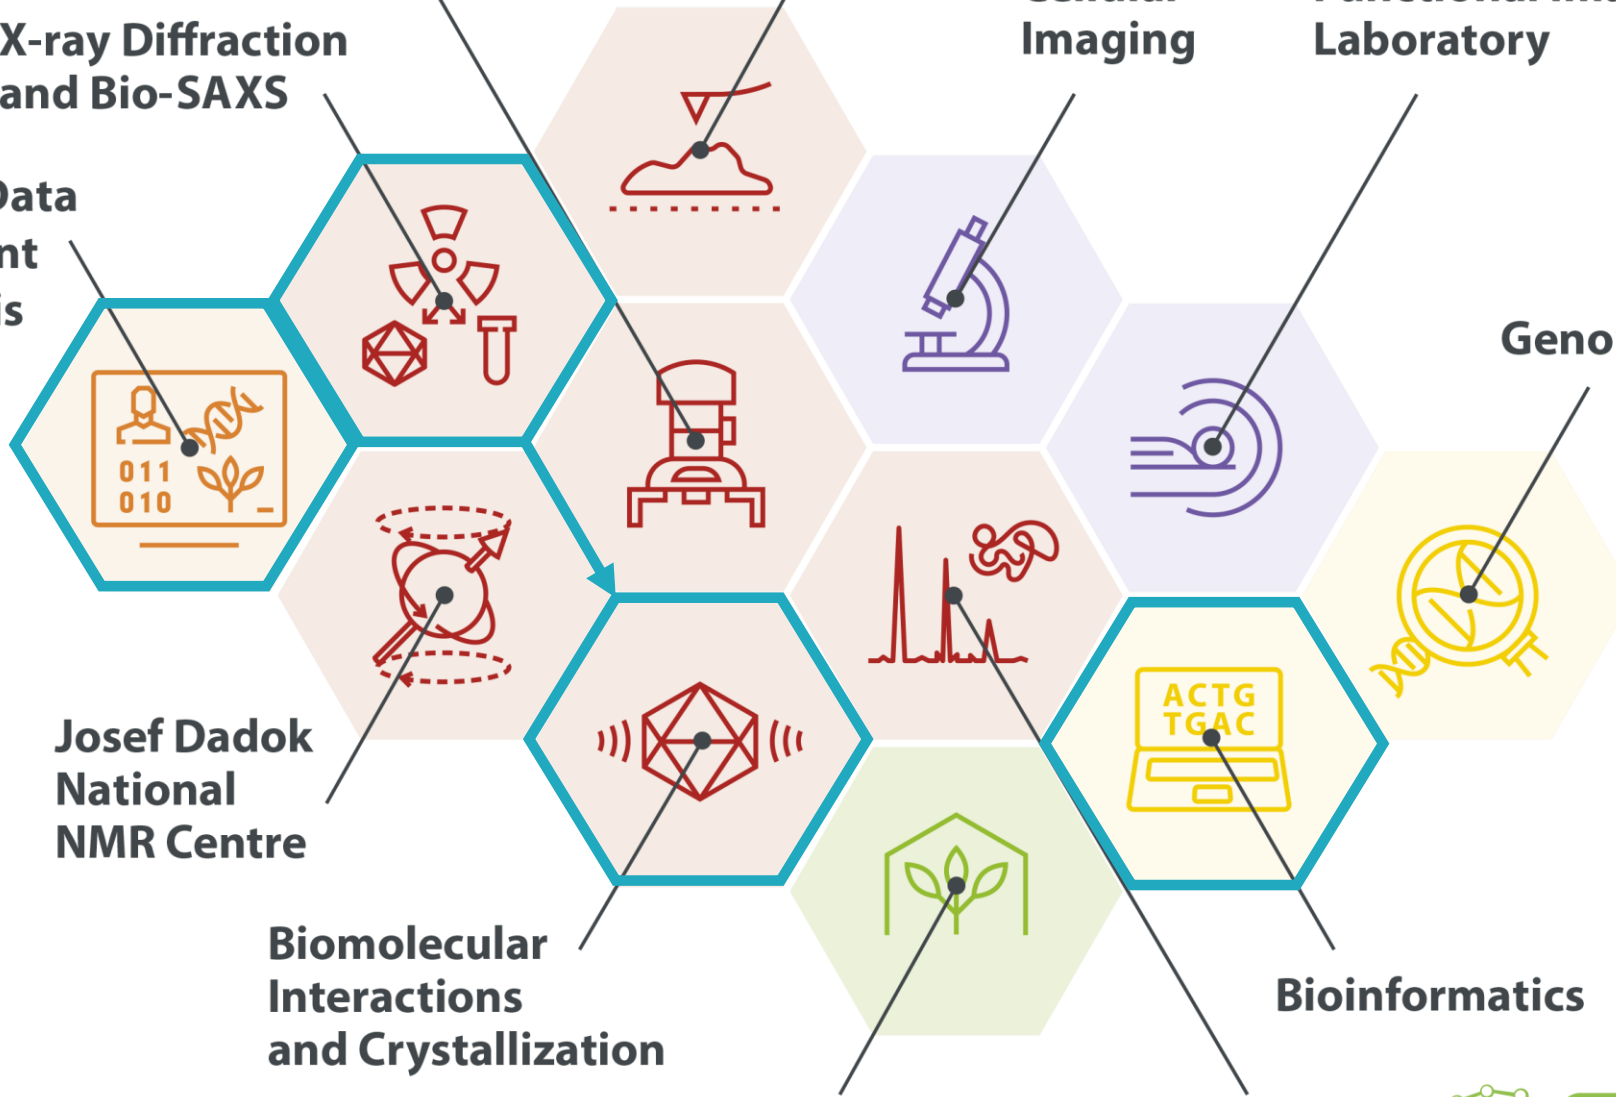 X-ray Diffraction
and Bio-SAXS
Imaging
Laboratory
Data
011
010
Geno
ACTG
TGAC
Josef Dadok
National
NMR Centre
Biomolecular
Interactions
and Crystallization
Bioinformatics